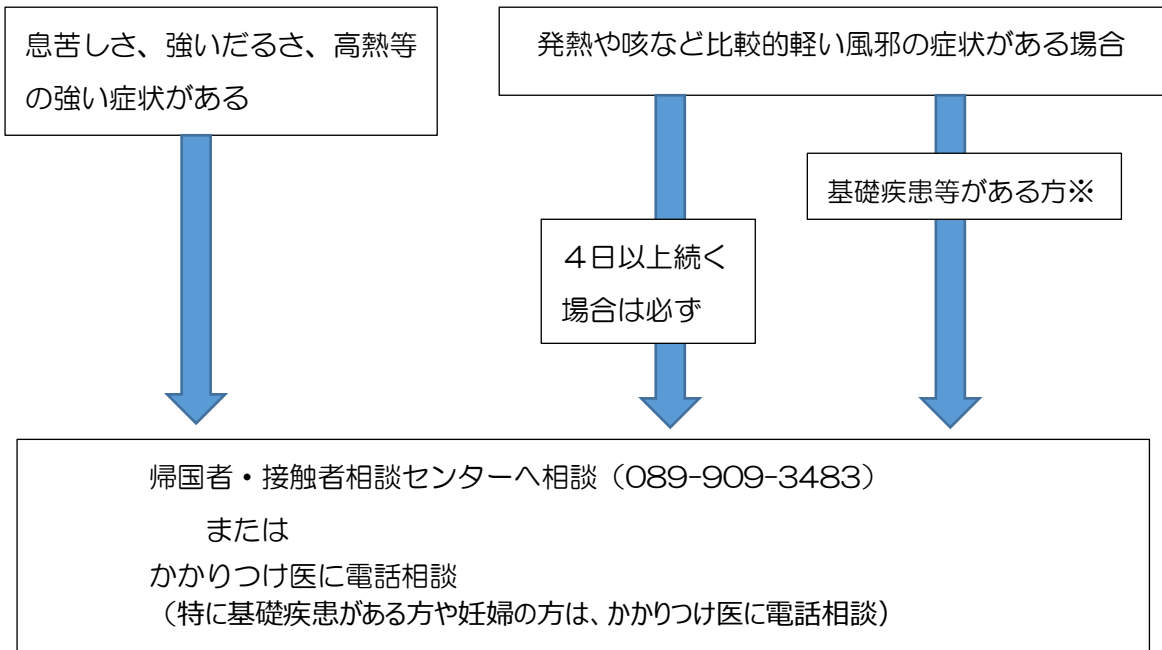 息苦しさ、強いだるさ、高熱等
の強い症状がある
発熱や咳など比較的軽い風邪の症状がある場合
基礎疾患等がある方※
４日以上続く
場合は必ず
帰国者・接触者相談センターへ相談（089-909-3483）
または
かかりつけ医に電話相談
（特に基礎疾患がある方や妊婦の方は、かかりつけ医に電話相談）